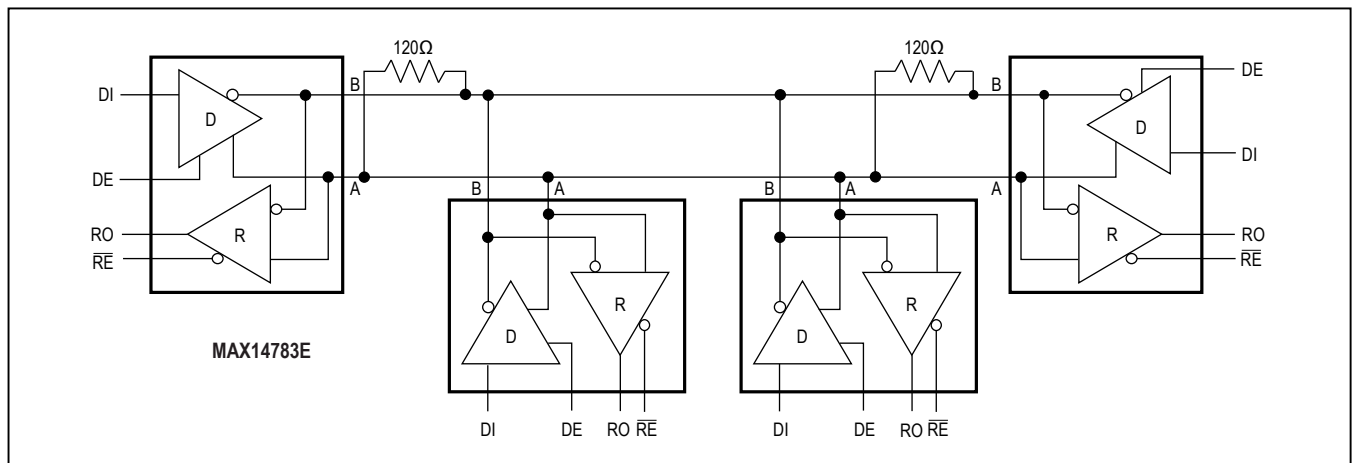 120Ω 120Ω
B B DE
DI D D
DI
DE A B A B A A
RO R R RO
RE RE
R R
D D
MAX14783E
DI DE RO RE DI DE RO RE